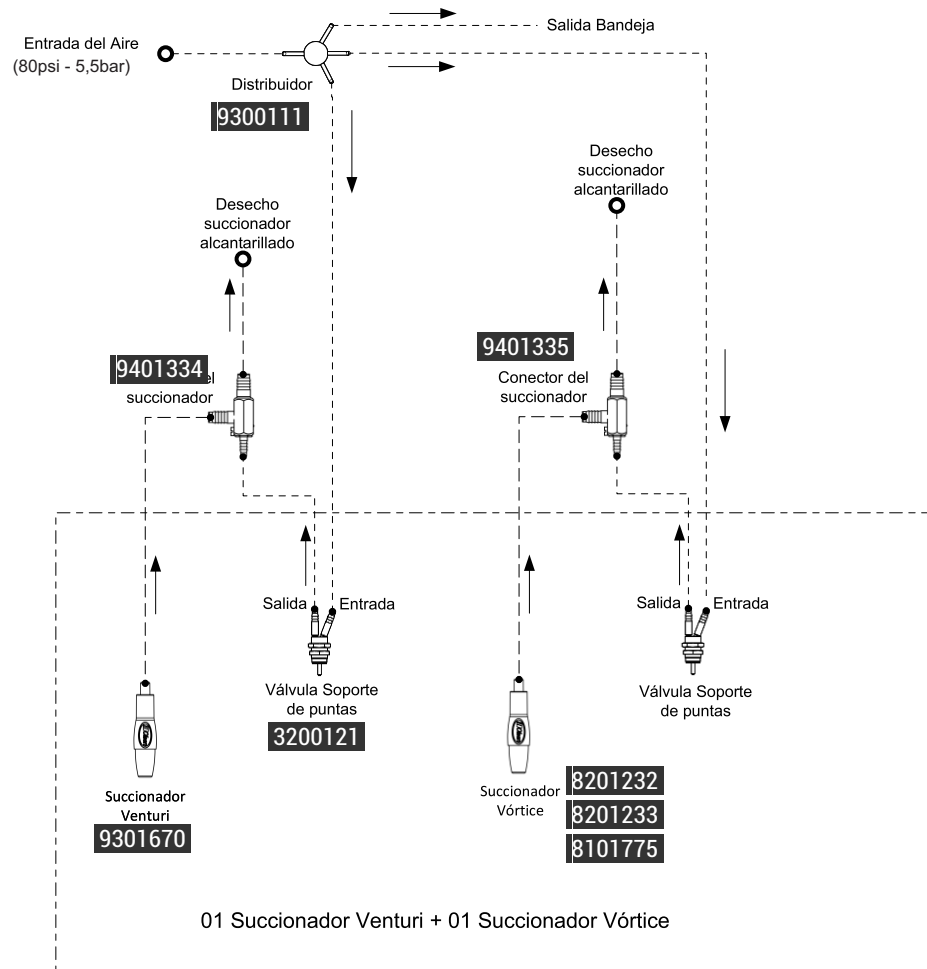 Salida Bandeja
Entrada del Aire
(80psi - 5,5bar)
Distribuidor
9300111
Desecho
succionador
alcantarillado
Desecho
succionador
alcantarillado
9401334
el
succionador
9401335
Conector del
succionador
Salida
Entrada
Salida
Entrada
Válvula Soporte
de puntas
3200121
Válvula Soporte
de puntas
Succionador
Venturi
9301670
Succionador
Vórtice
8201232
8201233
8101775
01 Succionador Venturi + 01 Succionador Vórtice